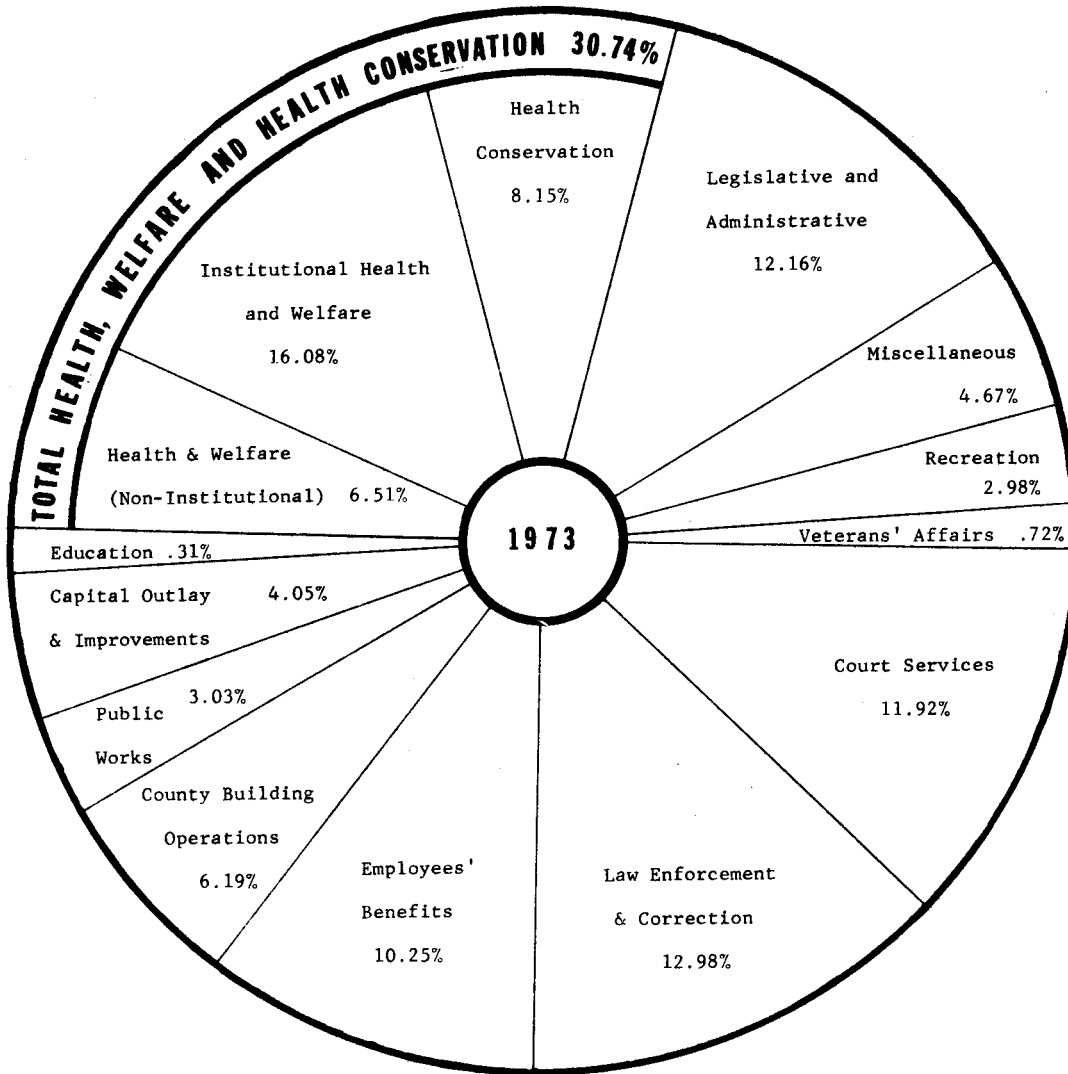 TOTAL HEALTH, WELFARE AND HEALTH CONSERVATION 30.74%
Health
Conservation
8.15%
Legislative and
Administrative
12.16%
Institutional Health
and Welfare
16.08%
Miscellaneous
4.67%
Health & Welfare
(Non-Institutional) 6.51%
Recreation
2.98%
1973
Veterans' Affairs .72%
Education .31%
Capital Outlay 4.05%
& Improvements
Court Services
11.92%
3.03%
Public
Works
County Building
Operations
6.19%
Employees'
Benefits
10.25%
Law Enforcement
& Correction
12.98%